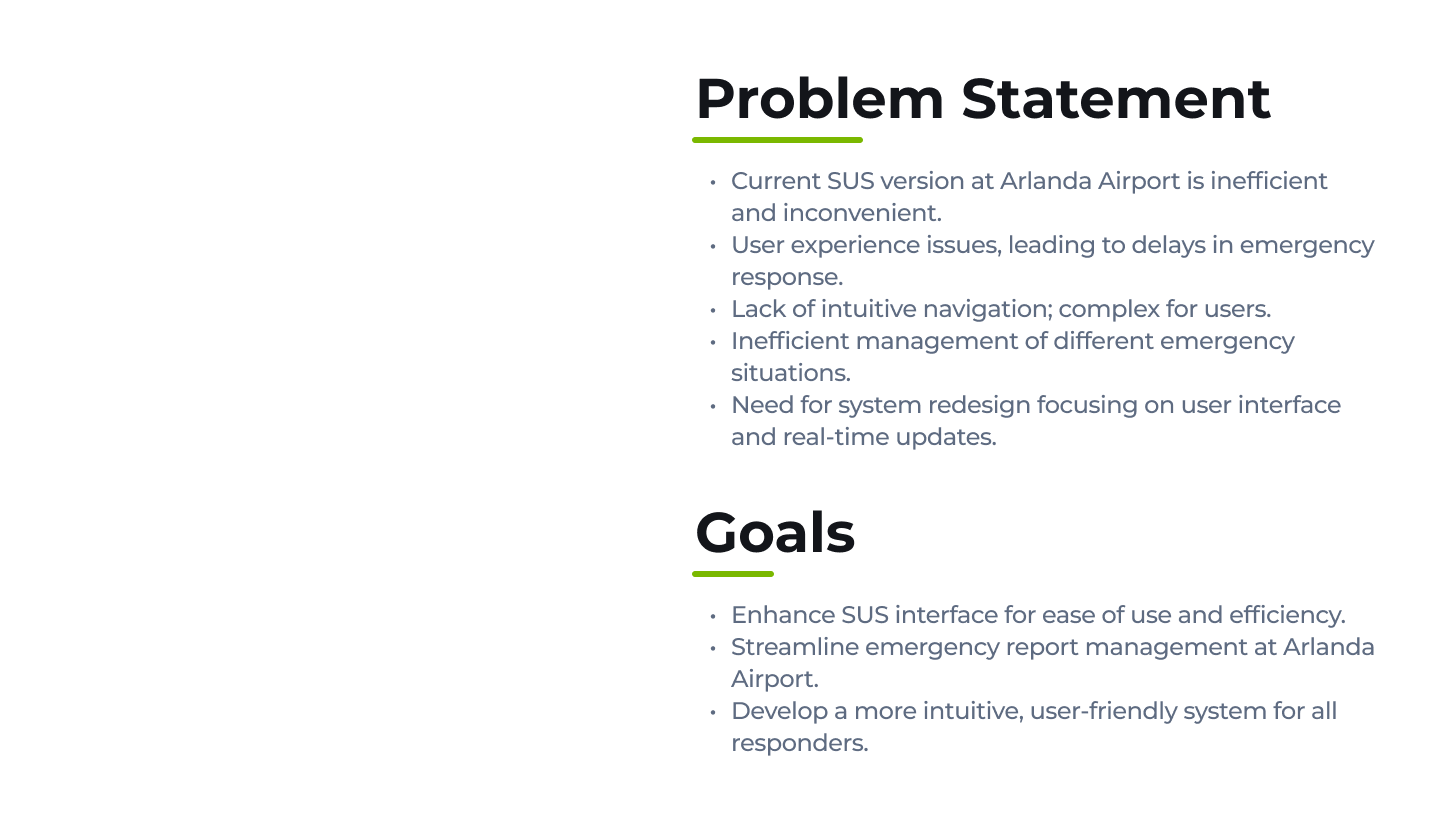 Problem Statement
• Current SUS version at Arlanda Airport is inefficient
and inconvenient.
• User experience issues, leading to delays in emergency
response.
• Lack of intuitive navigation; complex for users.
• Inefficient management of different emergency
situations.
• Need for system redesign focusing on user interface
and real-time updates.
Goals
• Enhance SUS interface for ease of use and efficiency.
• Streamline emergency report management at Arlanda
Airport.
• Develop a more intuitive, user-friendly system for all
responders.